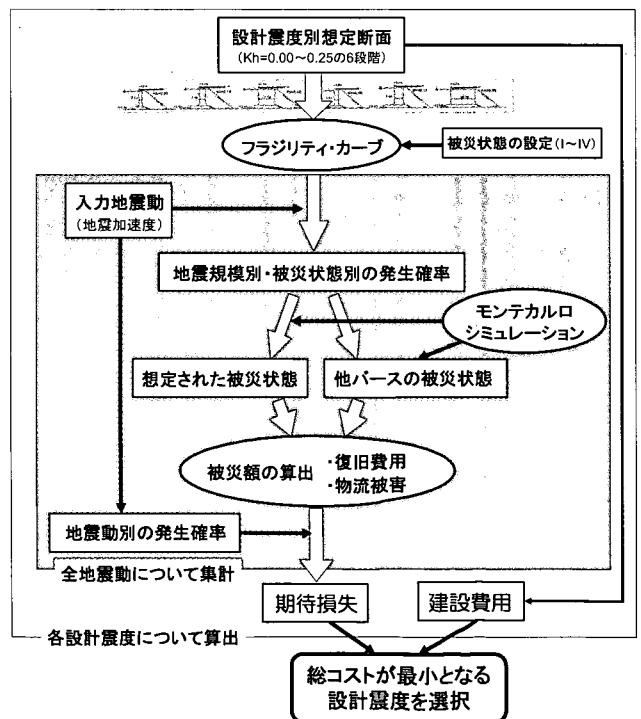 設計震度別想定断面
(Kh=0.00～0.25の6段階)
フラジリティ・カーブ
被災状態の設定(I～IV)
入力地震動
(地震加速度)
地震規模別・被災状態別の発生確率
モンテカルロ
シミュレーション
想定された被災状態
他バースの被災状態
被災額の算出
・復旧費用
・物流被害
地震動別の発生確率
全地震動について集計
期待損失
建設費用
各設計震度について算出
総コストが最小となる
設計震度を選択